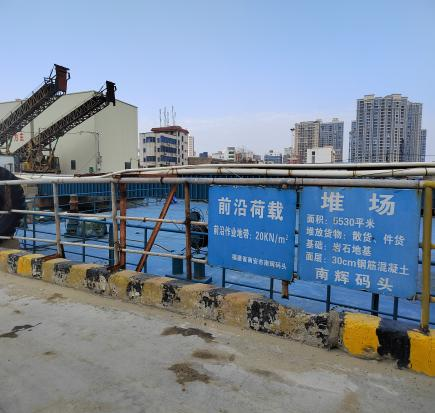 前沿荷载
前沿作业地带：20KN/m²
福建省南安市南辉码头
堆场
面积：5530平米
堆放货物：散货、件货
基础：岩石地基
面层：30cm钢筋混凝土
南辉码头